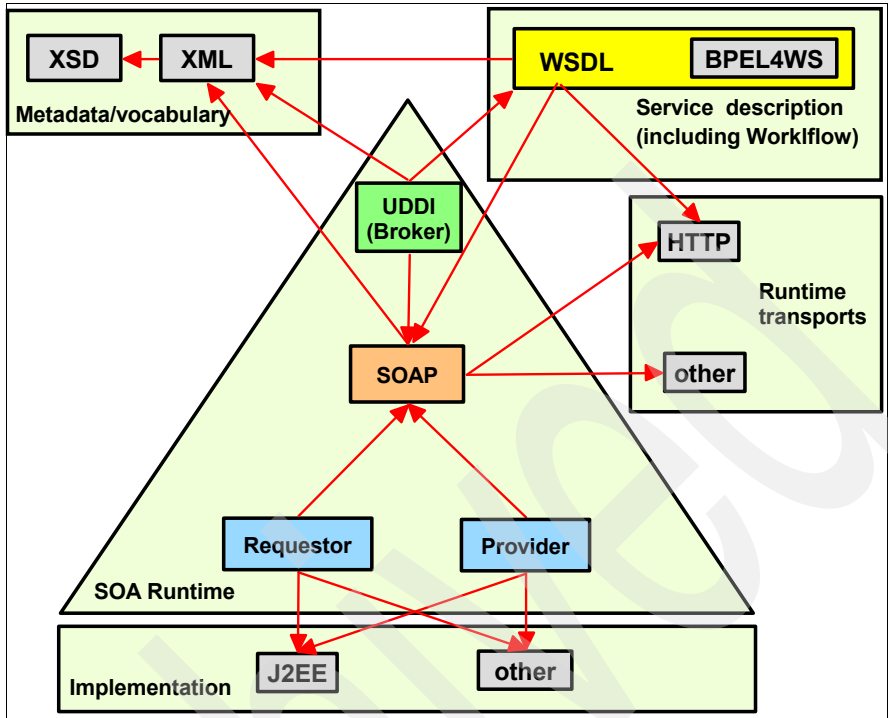 XSD
XML
Metadata/vocabulary
WSDL
BPEL4WS
Service description
(including Worklflow)
UDDI
(Broker)
HTTP
Runtime
transports
SOAP
other
Requestor
Provider
SOA Runtime
J2EE
other
Implementation